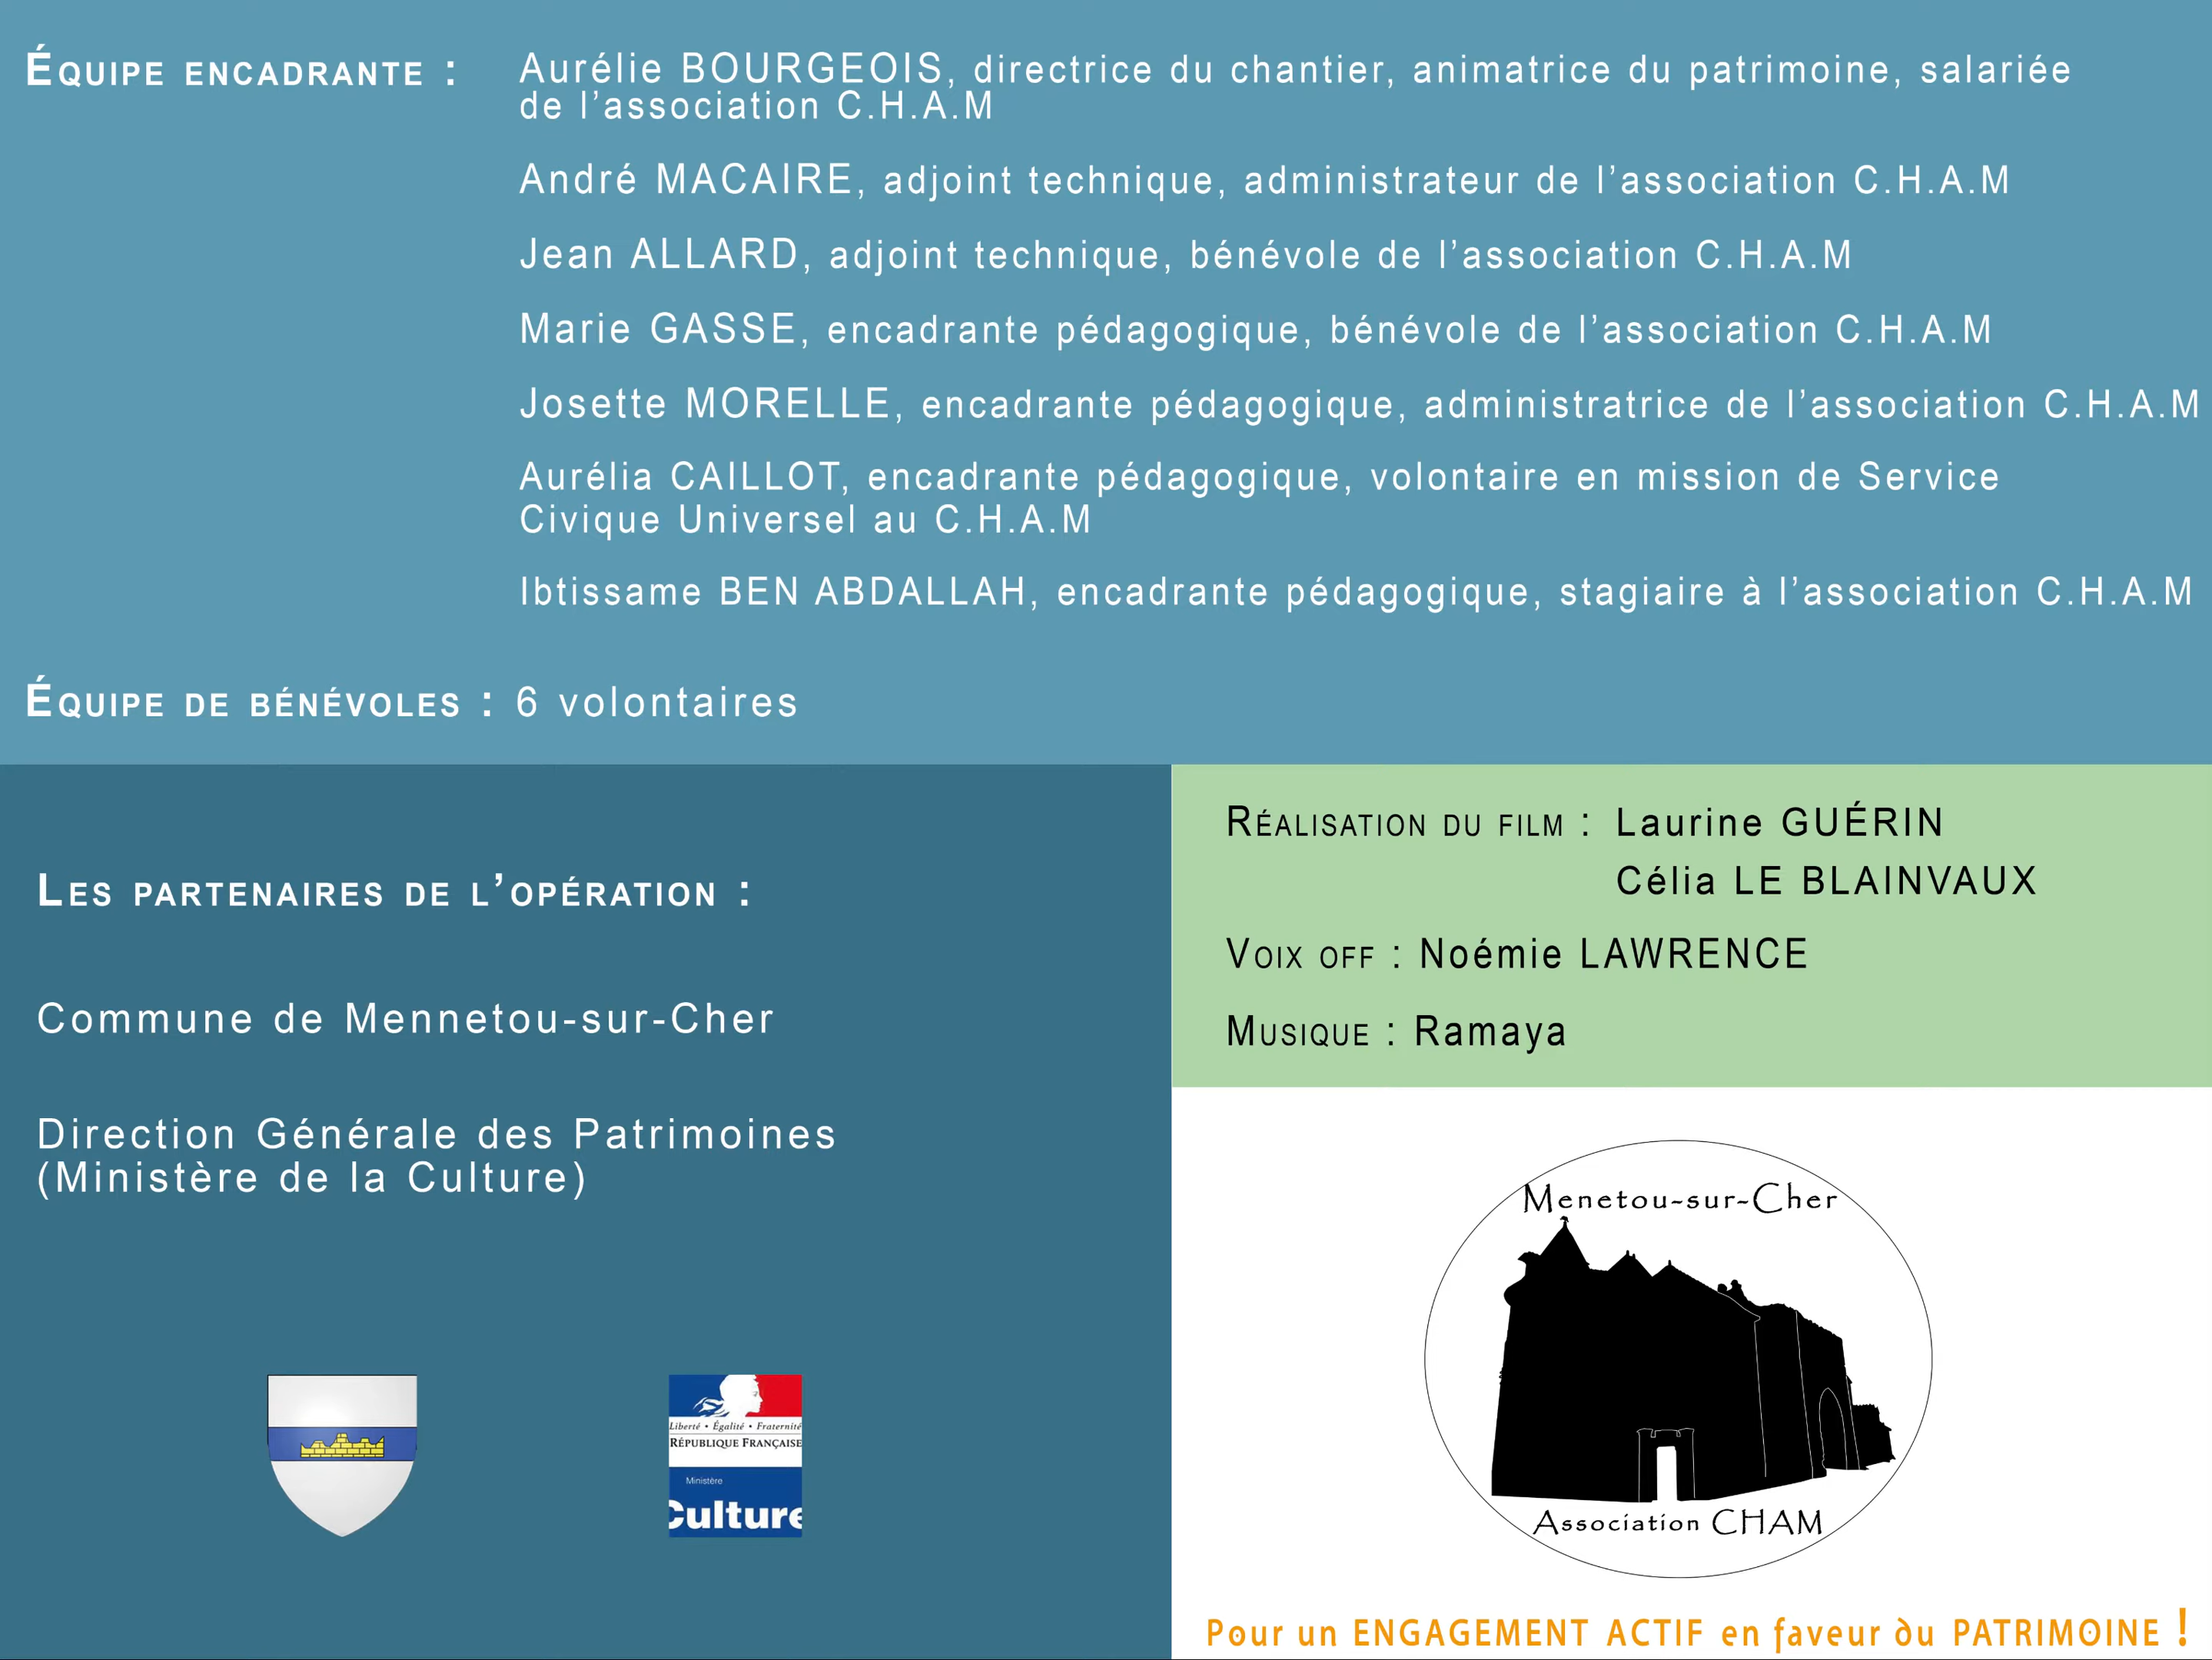 ÉQUIPE ENCADRANTE : Aurélie BOURGEOIS, directrice du chantier, animatrice du patrimoine, salariée
de l’association C.H.A.M
André MACAIRE, adjoint technique, administrateur de l’association C.H.A.M
Jean ALLARD, adjoint technique, bénévole de l’association C.H.A.M
Marie GASSE, encadrante pédagogique, bénévole de l’association C.H.A.M
Josette MORELLE, encadrante pédagogique, administratrice de l’association C.H.A.M
Aurélia CAILLOT, encadrante pédagogique, volontaire en mission de Service
Civique Universel au C.H.A.M
Ibtissame BEN ABDALLAH, encadrante pédagogique, stagiaire à l’association C.H.A.M
ÉQUIPE DE BÉNÉVOLES : 6 volontaires
LES PARTENAIRES DE L’OPÉRATION :
Commune de Mennetou-sur-Cher
Direction Générale des Patrimoines
(Ministère de la Culture)
Liberté • Égalité • Fraternité
RÉPUBLIQUE FRANÇAISE
Ministère
Culture
RÉALISATION DU FILM : Laurine GUÉRIN
Célia LE BLAINVAUX
VOIX OFF : Noémie LAWRENCE
MUSIQUE : Ramaya
Menetou-sur-Cher
Association CHAM
Pour un ENGAGEMENT ACTIF en faveur du PATRIMOINE !